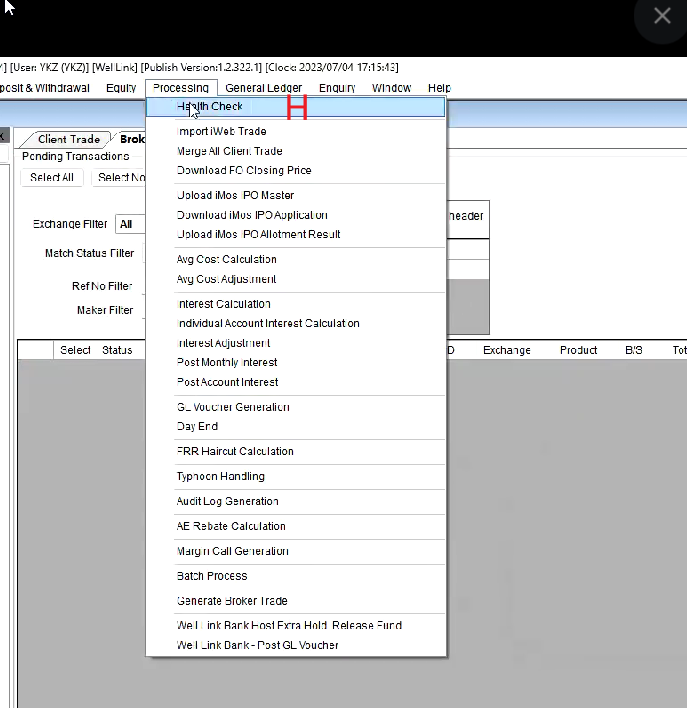 [User: YKZ (YKZ)] [Well Link] [Publish Version:1.2.322.1] [Clock: 2023/07/04 17:15:43]
posit & Withdrawal Equity Processing General Ledger Enquiry Window Help
Health Check H
Client Trade Brok
Import iWeb Trade
Pending Transactions
Merge All Client Trade
Select All Select No
Download FO Closing Price
Upload iMos IPO Master
Exchange Filter All
Download iMos IPO Application
header
Upload iMos IPO Allotment Result
Match Status Filter
Avg Cost Calculation
Avg Cost Adjustment
Ref No Filter
Interest Calculation
Maker Filter
Individual Account Interest Calculation
Interest Adjustment
Select Status D Exchange Product B/S Tot
Post Monthly Interest
Post Account Interest
GL Voucher Generation
Day End
FRR Haircut Calculation
Typhoon Handling
Audit Log Generation
AE Rebate Calculation
Margin Call Generation
Batch Process
Generate Broker Trade
Well Link Bank Host Extra Hold, Release Fund
Well Link Bank - Post GL Voucher